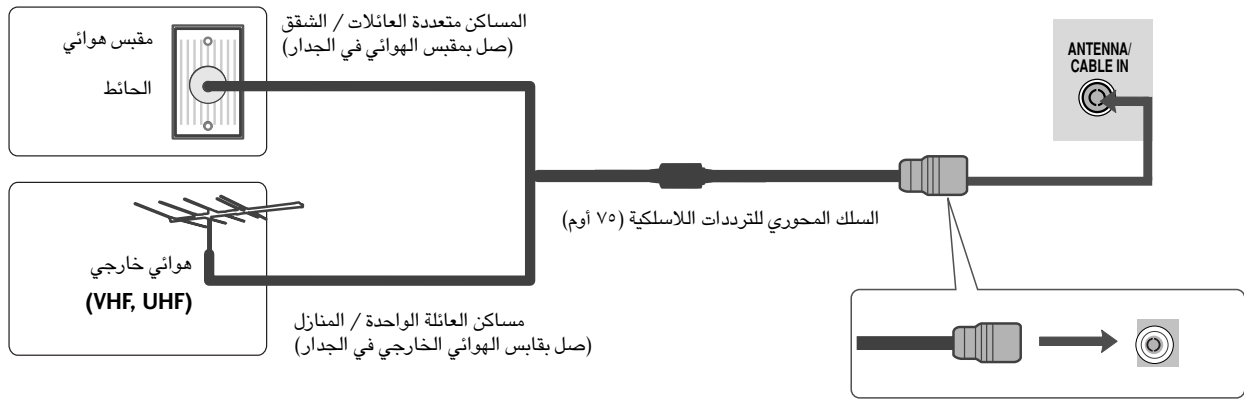 المساكن متعددة العائلات / الشقق
(صل بمقبس الهوائي في الجدار)
مقبس هوائي
الحائط
ANTENNA/
CABLE IN
السلك المحوري للترددات اللاسلكية (٧٥ أوم)
هوائي خارجي
(VHF, UHF)
مساكن العائلة الواحدة / المنازل
(صل بقابس الهوائي الخارجي في الجدار)